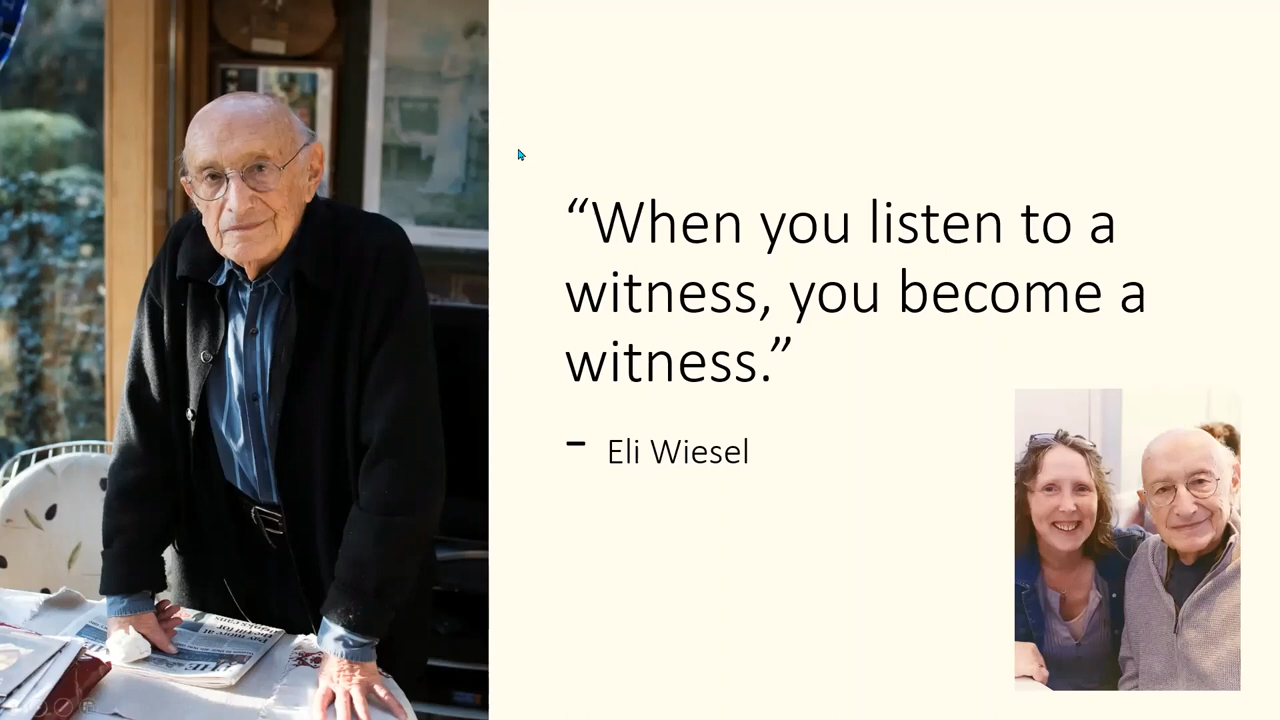 “When you listen to a
witness, you become a
witness.”
- Eli Wiesel